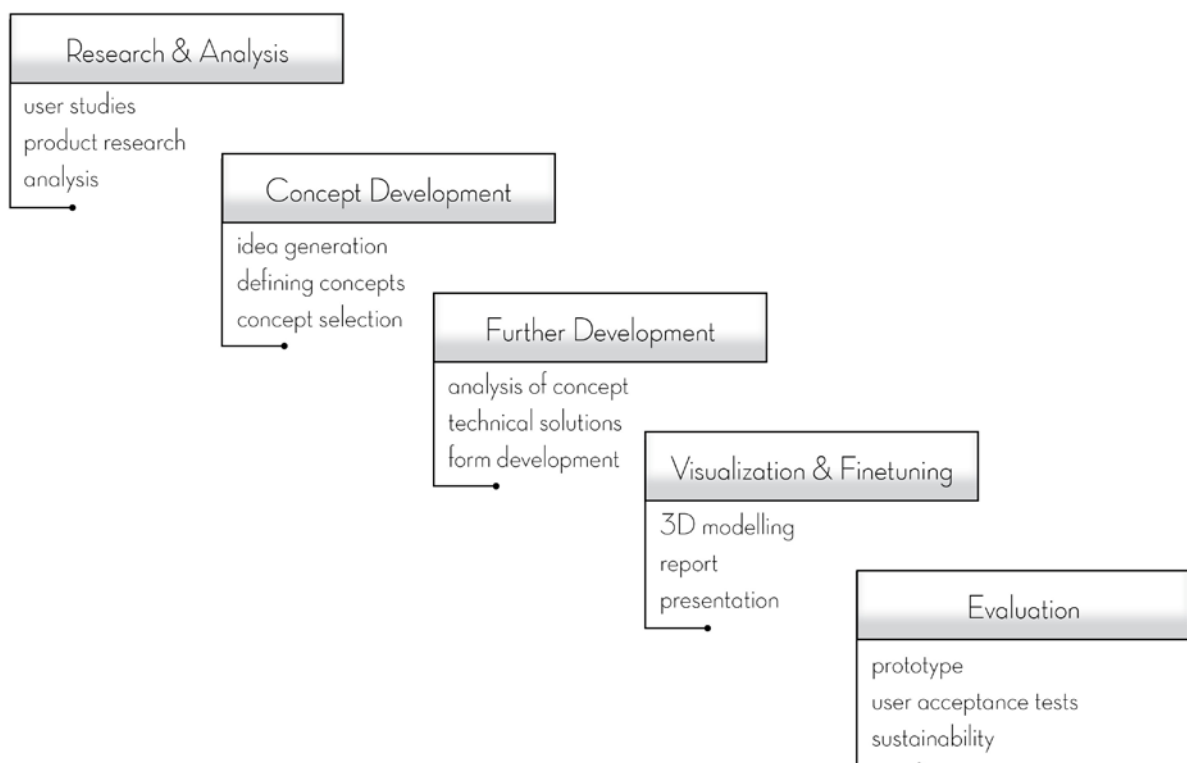 Research & Analysis
user studies
product research
analysis
Concept Development
idea generation
defining concepts
concept selection
Further Development
analysis of concept
technical solutions
form development
Visualization & Finetuning
3D modelling
report
presentation
Evaluation
prototype
user acceptance tests
sustainability